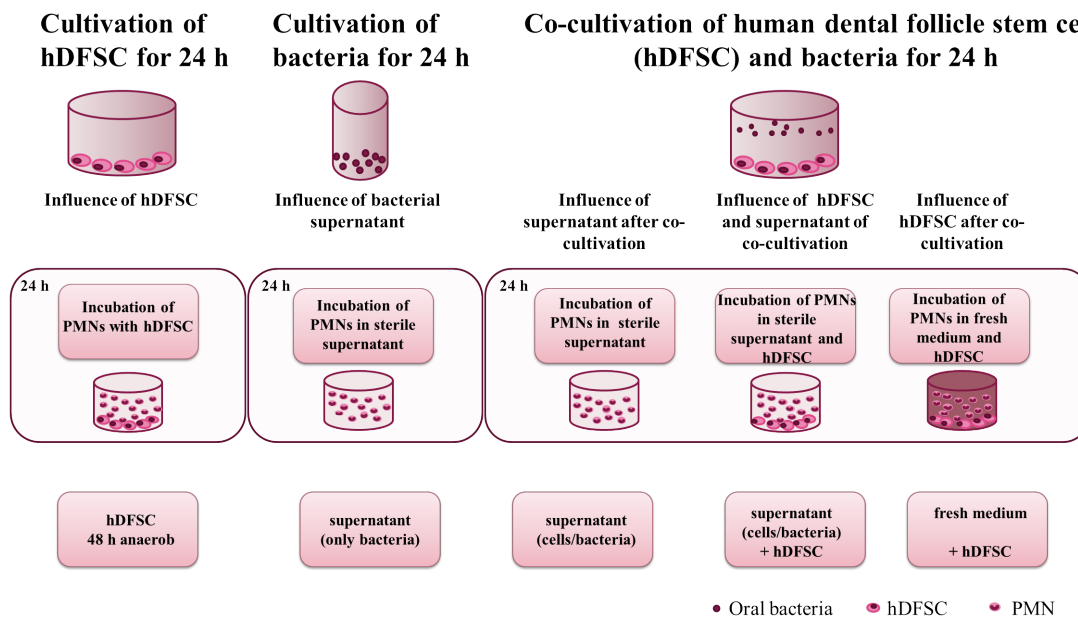 Cultivation of
hDFSC for 24 h
Cultivation of
bacteria for 24 h
Co-cultivation of human dental follicle stem ce
(hDFSC) and bacteria for 24 h
Influence of hDFSC
Influence of bacterial
supernatant
Influence of
supernatant after co-
cultivation
Influence of hDFSC
and supernatant of
co-cultivation
Influence of
hDFSC after co-
cultivation
24 h
Incubation of
PMNs with hDFSC
24 h
Incubation of
PMNs in sterile
supernatant
24 h
Incubation of
PMNs in sterile
supernatant
Incubation of PMNs
in sterile
supernatant and
hDFSC
Incubation of
PMNs in fresh
medium and
hDFSC
hDFSC
48 h anaerob
supernatant
(only bacteria)
supernatant
(cells/bacteria)
supernatant
(cells/bacteria)
+ hDFSC
fresh medium
+ hDFSC
Oral bacteria
hDFSC
PMN